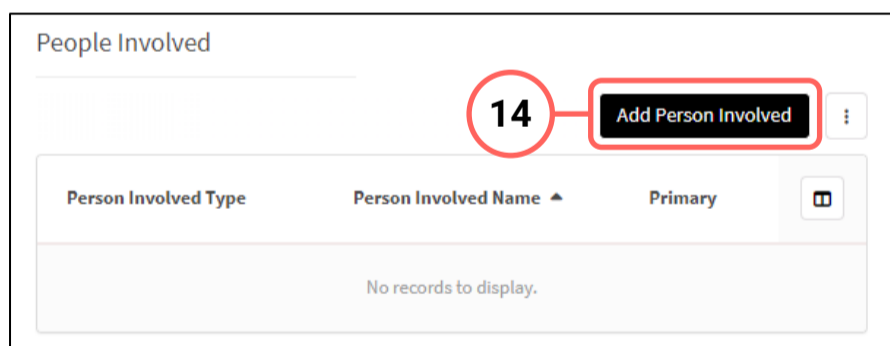 People Involved
14
Add Person Involved
Person Involved Type Person Involved Name Primary
No records to display.